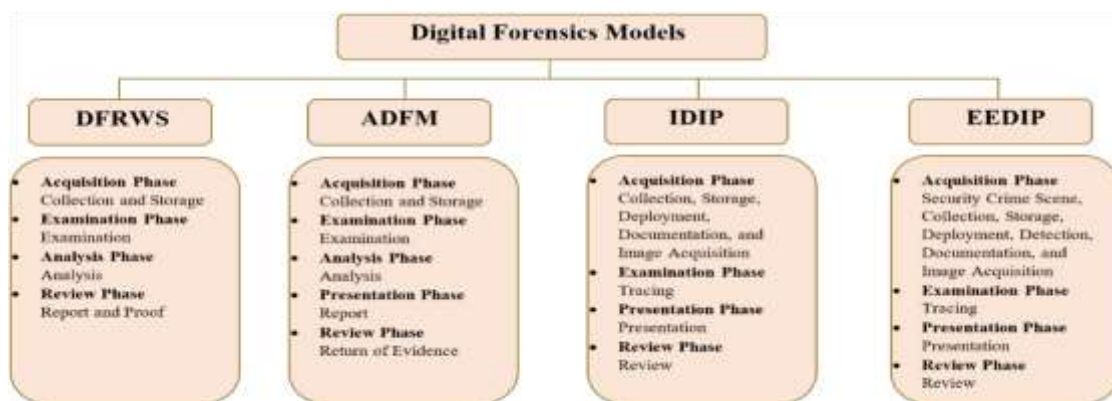 Digital Forensics Models
DFRWS
• Acquisition Phase
Collection and Storage
• Examination Phase
Examination
• Analysis Phase
Analysis
• Review Phase
Report and Proof
ADFM
• Acquisition Phase
Collection and Storage
• Examination Phase
Examination
• Analysis Phase
Analysis
• Presentation Phase
Report
• Review Phase
Return of Evidence
IDIP
• Acquisition Phase
Collection, Storage,
Deployment,
Documentation, and
Image Acquisition
• Examination Phase
Tracing
• Presentation Phase
Presentation
• Review Phase
Review
EEDIP
• Acquisition Phase
Security Crime Scene,
Collection, Storage,
Deployment, Detection,
Documentation, and
Image Acquisition
• Examination Phase
Tracing
• Presentation Phase
Presentation
• Review Phase
Review